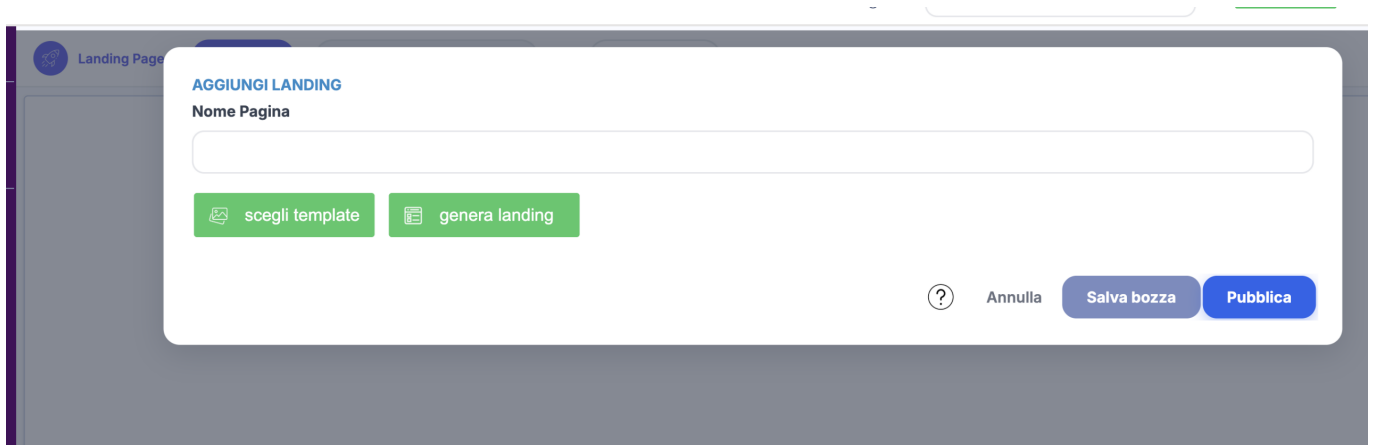 Landing Page
AGGIUNGI LANDING
Nome Pagina
scegli template
genera landing
?
Annulla
Salva bozza
Pubblica